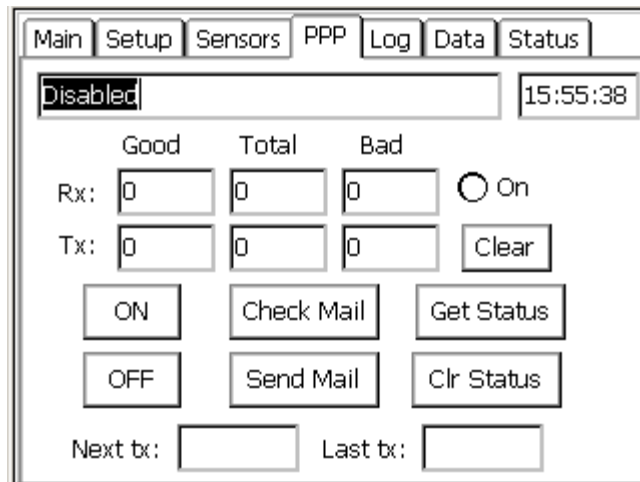 Main Setup Sensors PPP Log Data Status
Disabled 15:55:38
Good Total Bad
Rx: 0 0 0 On
Tx: 0 0 0 Clear
ON Check Mail Get Status
OFF Send Mail Clr Status
Next tx: Last tx: